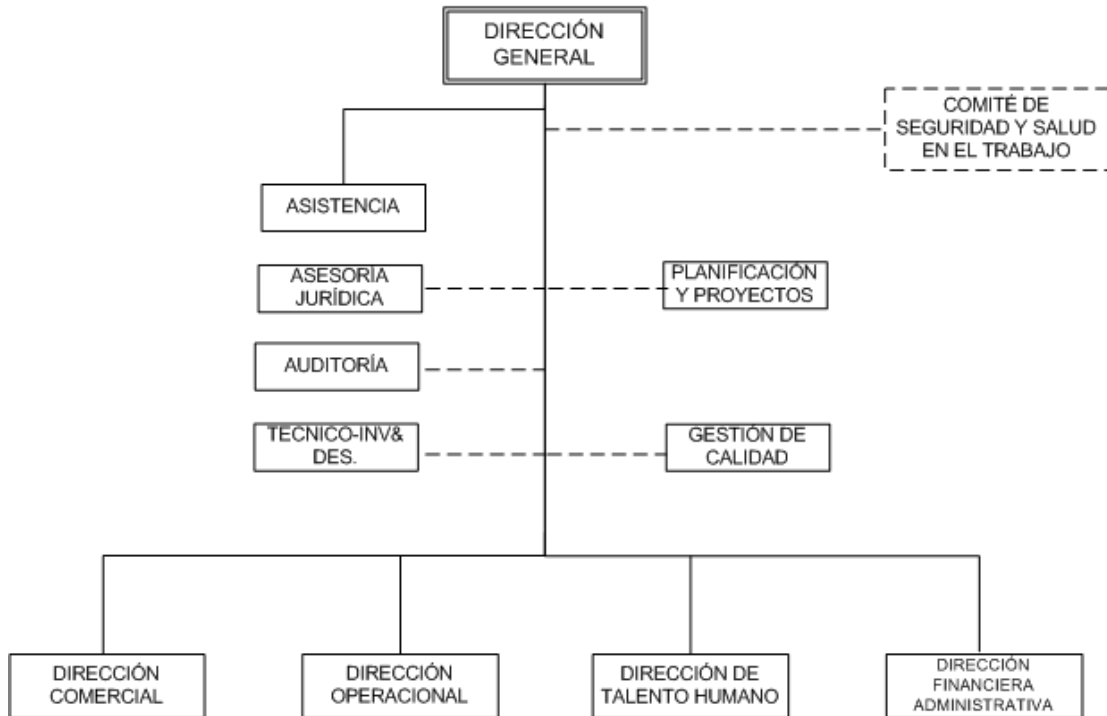 DIRECCIÓN
GENERAL
COMITÉ DE
SEGURIDAD Y SALUD
EN EL TRABAJO
ASISTENCIA
ASESORÍA
JURÍDICA
PLANIFICACIÓN
Y PROYECTOS
AUDITORÍA
TECNICO-INV&
DES.
GESTIÓN DE
CALIDAD
DIRECCIÓN
COMERCIAL
DIRECCIÓN
OPERACIONAL
DIRECCIÓN DE
TALENTO HUMANO
DIRECCIÓN
FINANCIERA
ADMINISTRATIVA